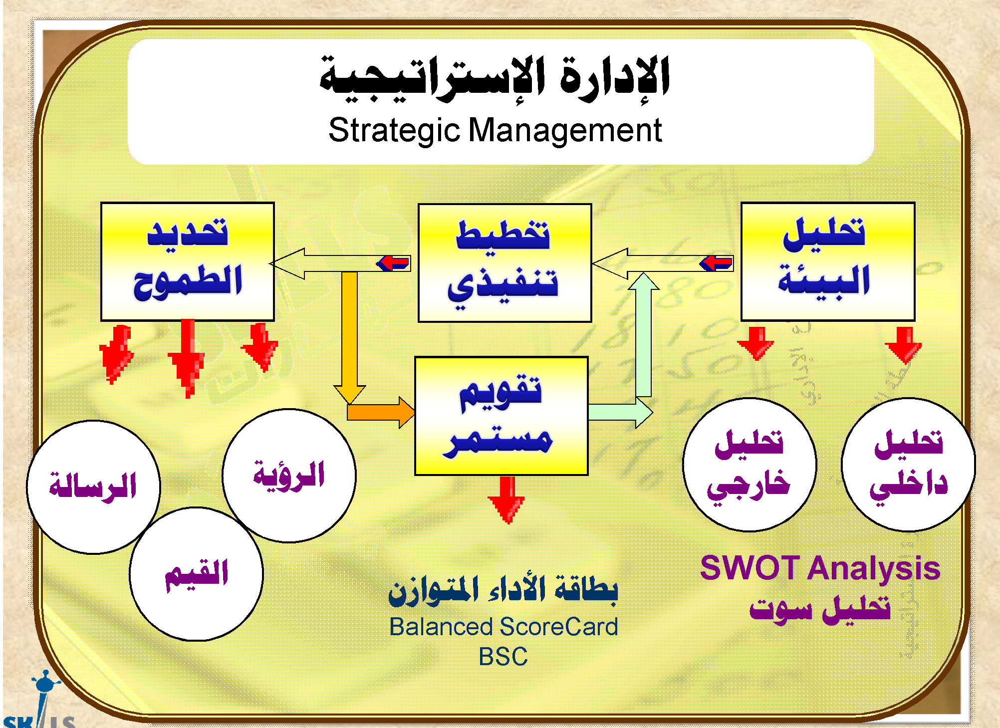 الإدارة الإستراتيجية
Strategic Management
تحليل
البيئة
تخطيط
تنفيذي
تحديد
الطموح
تقويم
مستمر
تحليل
داخلي
تحليل
خارجي
الرؤية
الرسالة
القيم
SWOT Analysis
تحليل سوت
بطاقة الأداء المتوازن
Balanced ScoreCard
BSC
SKILLS